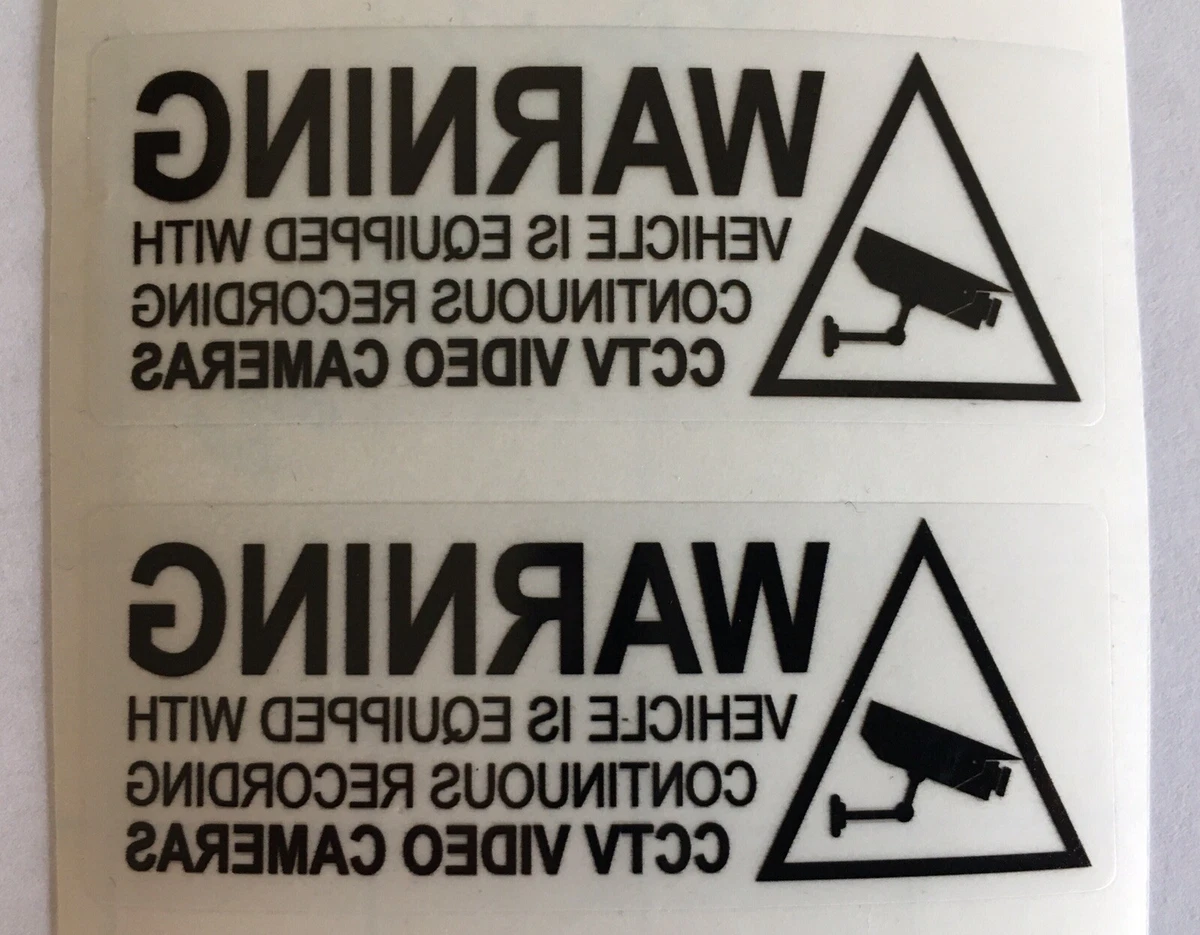 WARNING
VEHICLE IS EQUIPPED WITH
CONTINUOUS RECORDING
CCTV VIDEO CAMERAS
WARNING
VEHICLE IS EQUIPPED WITH
CONTINUOUS RECORDING
CCTV VIDEO CAMERAS